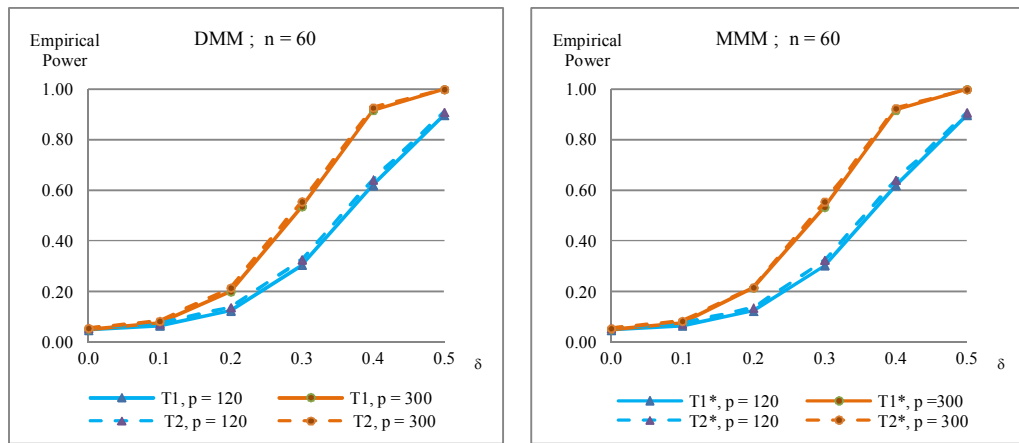 DMM ; n = 60
Empirical
Power
1.00
0.80
0.60
0.40
0.20
0.00
0.0 0.1 0.2 0.3 0.4 0.5 δ
T1, p = 120 T1, p = 300
T2, p = 120 T2, p = 300
MMM ; n = 60
Empirical
Power
1.00
0.80
0.60
0.40
0.20
0.00
0.0 0.1 0.2 0.3 0.4 0.5 δ
T1*, p = 120 T1*, p =300
T2*, p = 120 T2*, p = 300